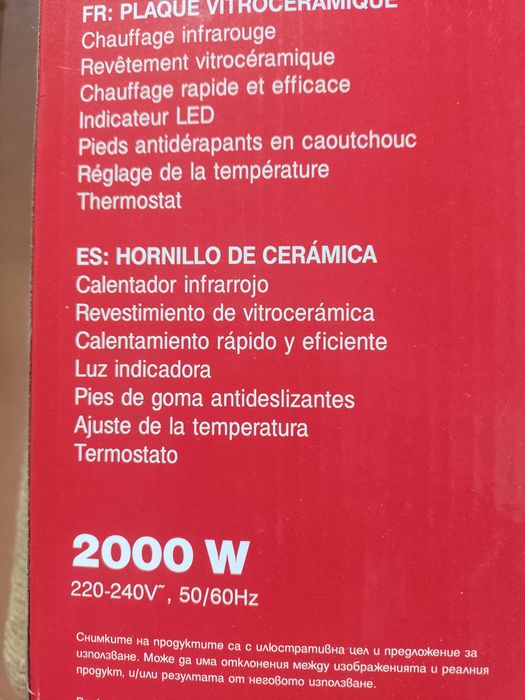 FR: PLAQUE VITROCÉRAMIQUE
Chauffage infrarouge
Revêtement vitrocéramique
Chauffage rapide et efficace
Indicateur LED
Pieds antidérapants en caoutchouc
Réglage de la température
Thermostat
ES: HORNILLO DE CERÁMICA
Calentador infrarrojo
Revestimiento de vitrocerámica
Calentamiento rápido y eficiente
Luz indicadora
Pies de goma antideslizantes
Ajuste de la temperatura
Termostato
2000 W
220-240V~, 50/60Hz
Снимките на продуктите са с илюстративна цел и предложение за
използване. Може да има отклонения между изображенията и реалния
продукт, и/или резултата от неговото използване.